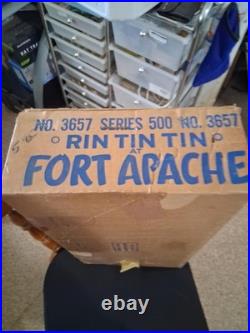 NO. 3657 SERIES 500 NO. 3657
RIN TIN TIN
AT
FORT APACHE